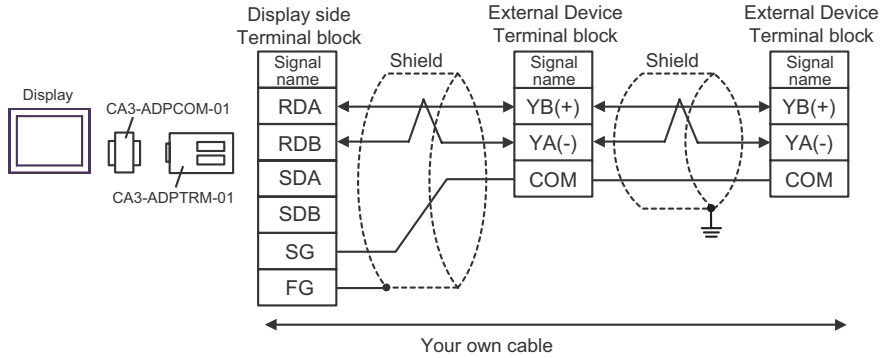 Display side
Terminal block
External Device
Terminal block
External Device
Terminal block
Display
CA3-ADPCOM-01
CA3-ADPTRM-01
Signal
name
RDA
RDB
SDA
SDB
SG
FG
Shield
Signal
name
YB(+)
YA(-)
COM
Shield
Signal
name
YB(+)
YA(-)
COM
Your own cable